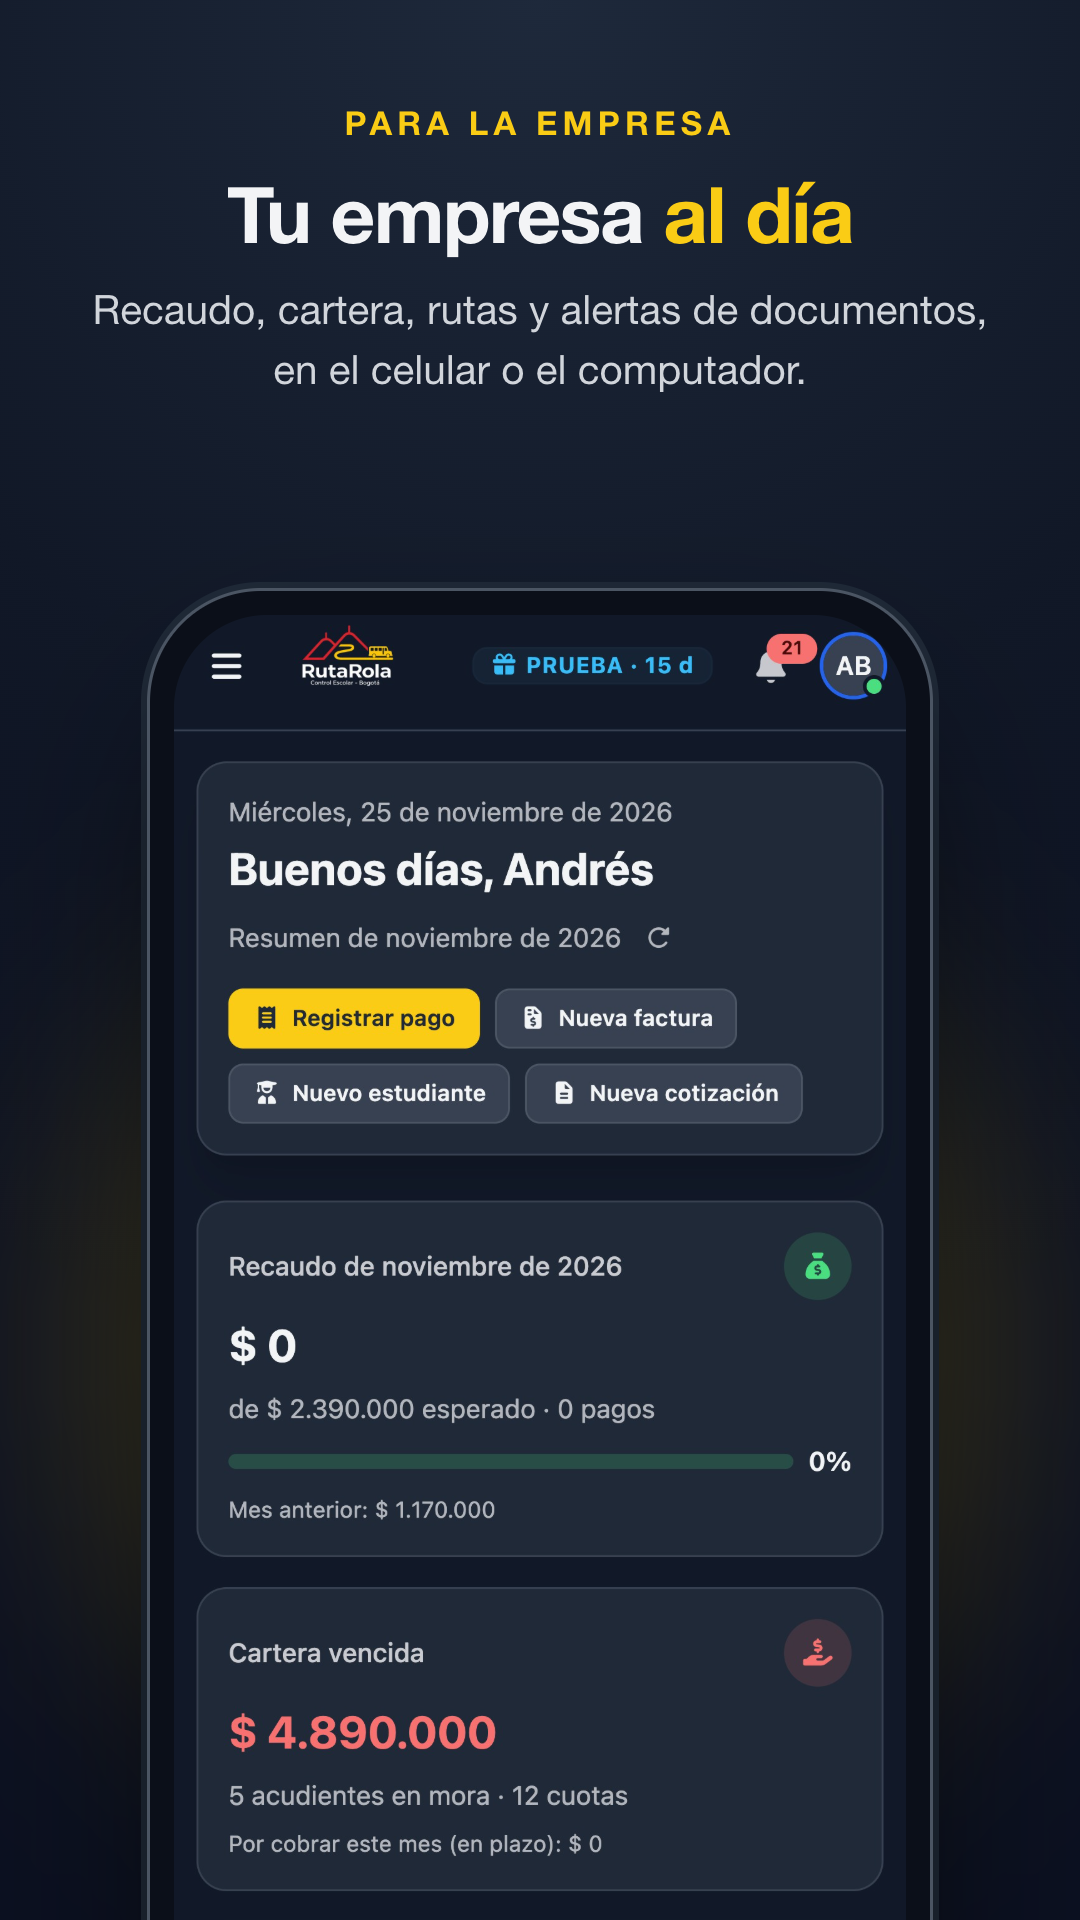 PARA LA EMPRESA
Tu empresa al día
Recaudo, cartera, rutas y alertas de documentos,
en el celular o el computador.
RutaRola
Control Escolar - Bogotá
PRUEBA · 15 d
21
AB
Miércoles, 25 de noviembre de 2026
Buenos días, Andrés
Resumen de noviembre de 2026
Registrar pago
Nueva factura
Nuevo estudiante
Nueva cotización
Recaudo de noviembre de 2026
$ 0
de $ 2.390.000 esperado · 0 pagos
0%
Mes anterior: $ 1.170.000
Cartera vencida
$ 4.890.000
5 acudientes en mora · 12 cuotas
Por cobrar este mes (en plazo): $ 0